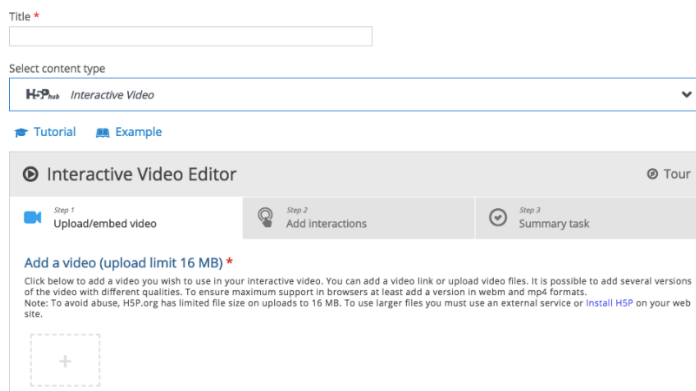 Title *
Select content type
H5P hub Interactive Video
Tutorial Example
Interactive Video Editor Tour
Step 1 Step 2 Step 3
Upload/embed video Add interactions Summary task
Add a video (upload limit 16 MB) *
Click below to add a video you wish to use in your interactive video. You can add a video link or upload video files. It is possible to add several versions
of the video with different qualities. To ensure maximum support in browsers at least add a version in webm and mp4 formats.
Note: To avoid abuse, H5P.org has limited file size on uploads to 16 MB. To use larger files you must use an external service or Install H5P on your web
site.
+